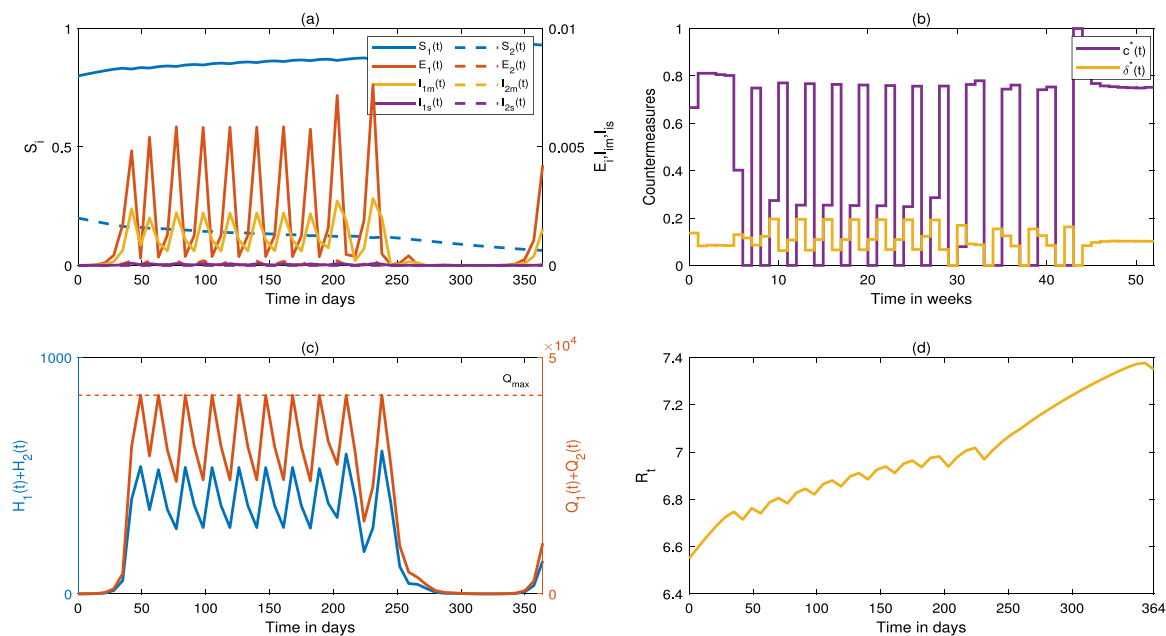 (a)
1
0.5
0
0.01
0.005
0
S_i
E_i,I_im,I_is
S_1(t)
E_1(t)
I_1m(t)
I_1s(t)
S_2(t)
E_2(t)
I_2m(t)
I_2s(t)
0 50 100 150 200 250 300 350
Time in days
(b)
1
0.8
0.6
0.4
0.2
0
Countermeasures
c*(t)
δ*(t)
0 10 20 30 40 50
Time in weeks
(c)
1000
0
×10^4
5
0
H_1(t)+H_2(t)
Q_1(t)+Q_2(t)
Q_max
0 50 100 150 200 250 300 350
Time in days
(d)
7.4
7.2
7
6.8
6.6
6.4
R_t
0 50 100 150 200 250 300 364
Time in days